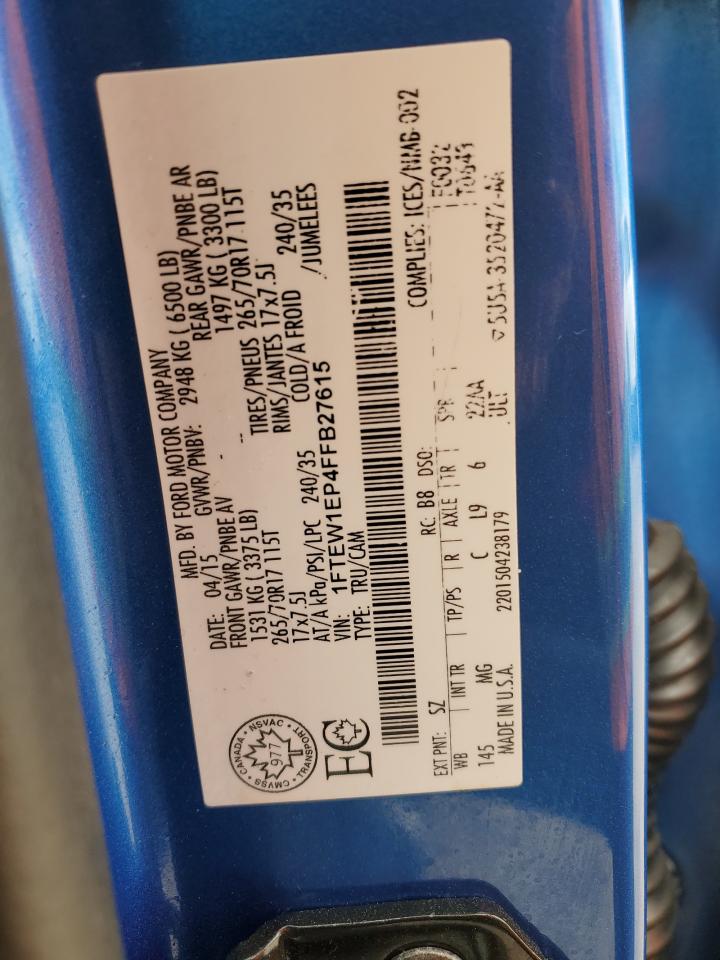 MFD. BY FORD MOTOR COMPANY
DATE: 04/15 GVWR/PNBV: 2948 KG ( 6500 LB)
FRONT GAWR/PNBE AV - REAR GAWR/PNBE AR
1531 KG ( 3375 LB) 1497 KG ( 3300 LB)
265/70R17 115T -- TIRES/PNEUS 265/70R17 115T
17x7.5J RIMS/JANTES 17x7.5J
AT/A kPa/PSI/LPC 240/35 COLD/A FROID 240/35
VIN: 1FTEW1EP4FFB27615 /JUMELEES
TYPE: TRU/CAM
CANADA · NSVAC · TRANSPORT · CMVSS ·
977
EC
COMPLIES: ICES/NMB-002
EXT PNT: SZ RC: B8 DSO:
WB INT TR TP/PS R AXLE TR SPR
145 MG C L9 6 22AA
ULT
MADE IN U.S.A. 2201504238179